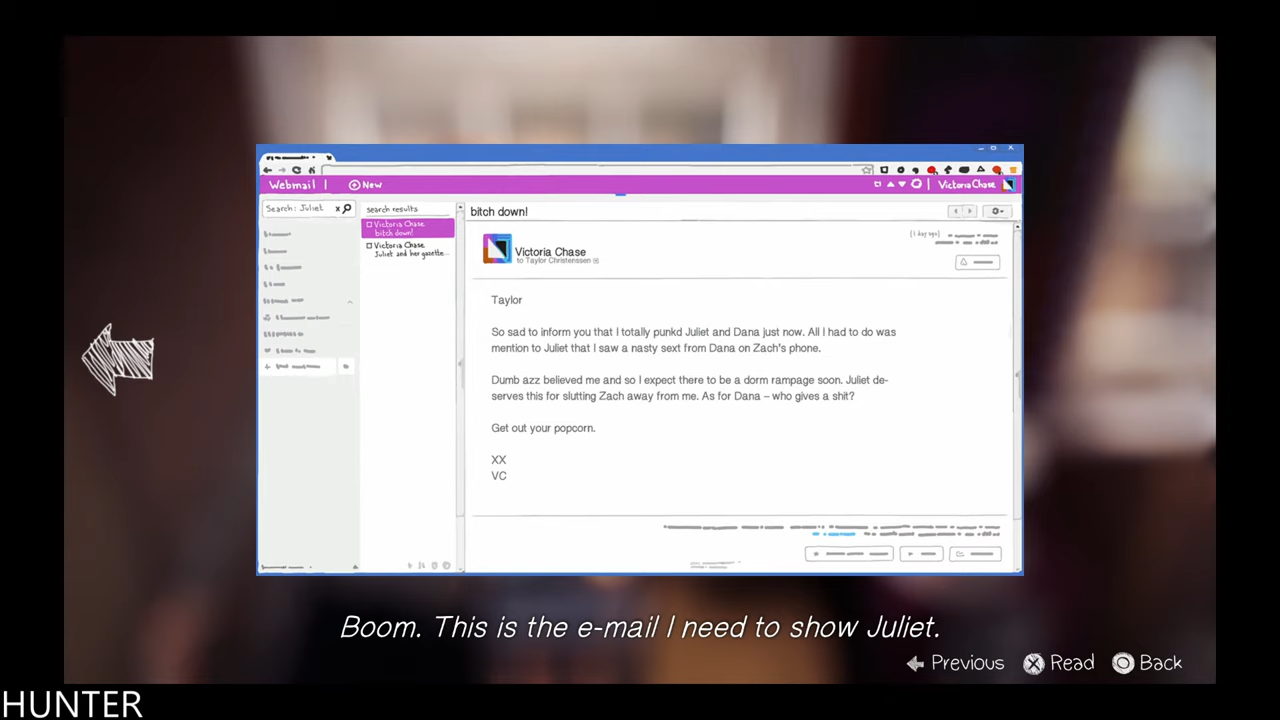 Webmail
New
Victoria Chase
Search: Juliet
x
search results
Victoria Chase
bitch down!
Victoria Chase
Juliet and her gazette...
bitch down!
Victoria Chase
to Taylor Christenssen
[1 day ago]
Taylor
So sad to inform you that I totally punkd Juliet and Dana just now. All I had to do was
mention to Juliet that I saw a nasty sext from Dana on Zach's phone.
Dumb azz believed me and so I expect there to be a dorm rampage soon. Juliet de-
serves this for slutting Zach away from me. As for Dana – who gives a shit?
Get out your popcorn.
XX
VC
Boom. This is the e-mail I need to show Juliet.
Previous
Read
Back
HUNTER